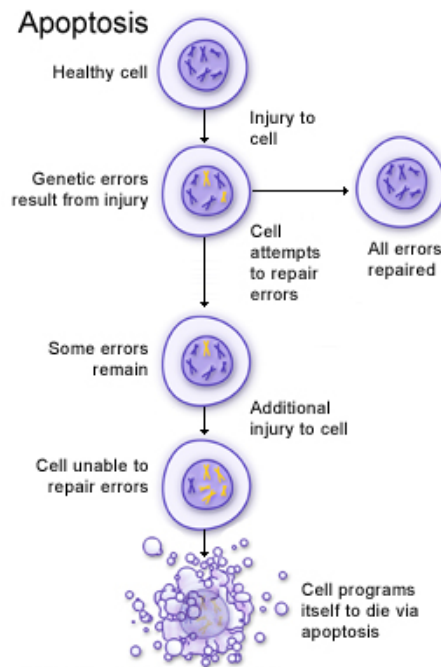 Apoptosis
Healthy cell
Injury to
cell
Genetic errors
result from injury
Cell
attempts
to repair
errors
All errors
repaired
Some errors
remain
Additional
injury to cell
Cell unable to
repair errors
Cell programs
itself to die via
apoptosis